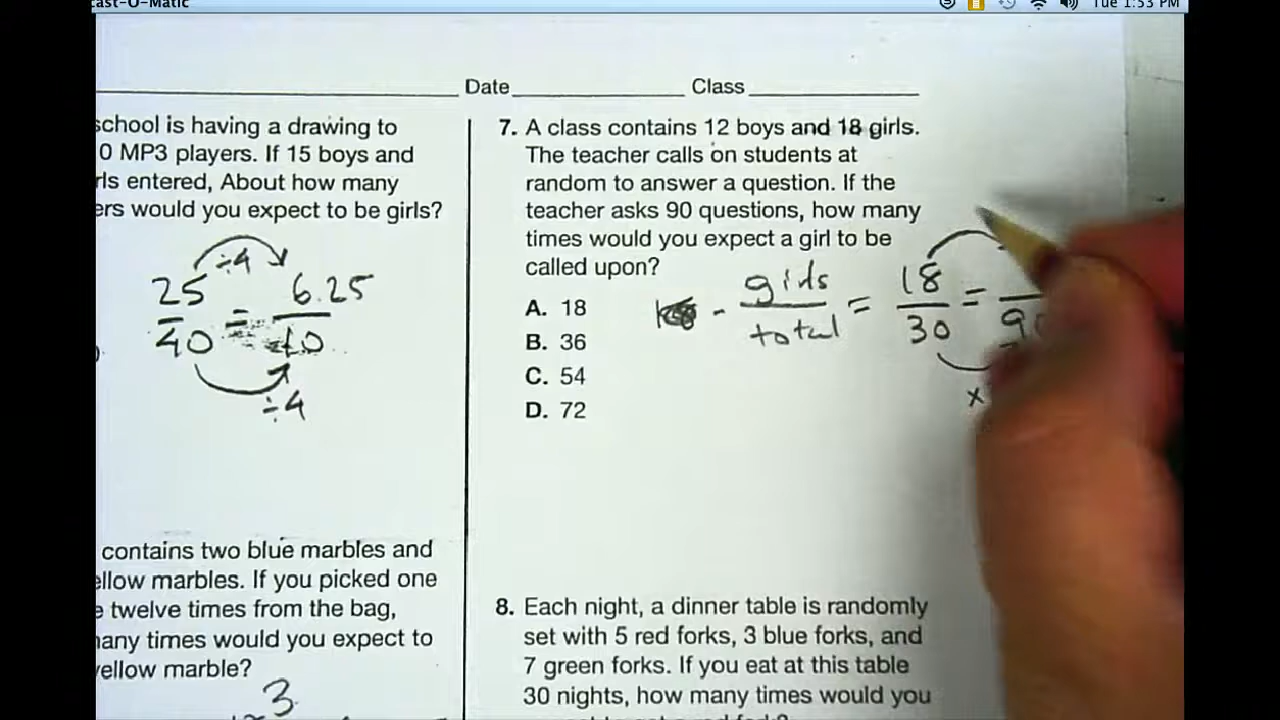 ast-O-Matic
Tue 1:53 PM
Date Class
school is having a drawing to
0 MP3 players. If 15 boys and
rls entered, About how many
ers would you expect to be girls?
÷4
25 = 6.25
40 10
÷4
contains two blue marbles and
ellow marbles. If you picked one
e twelve times from the bag,
any times would you expect to
yellow marble?
3
7. A class contains 12 boys and 18 girls.
The teacher calls on students at
random to answer a question. If the
teacher asks 90 questions, how many
times would you expect a girl to be
called upon?
A. 18
B. 36
C. 54
D. 72
girls = 18 =
total 30 90
x
8. Each night, a dinner table is randomly
set with 5 red forks, 3 blue forks, and
7 green forks. If you eat at this table
30 nights, how many times would you